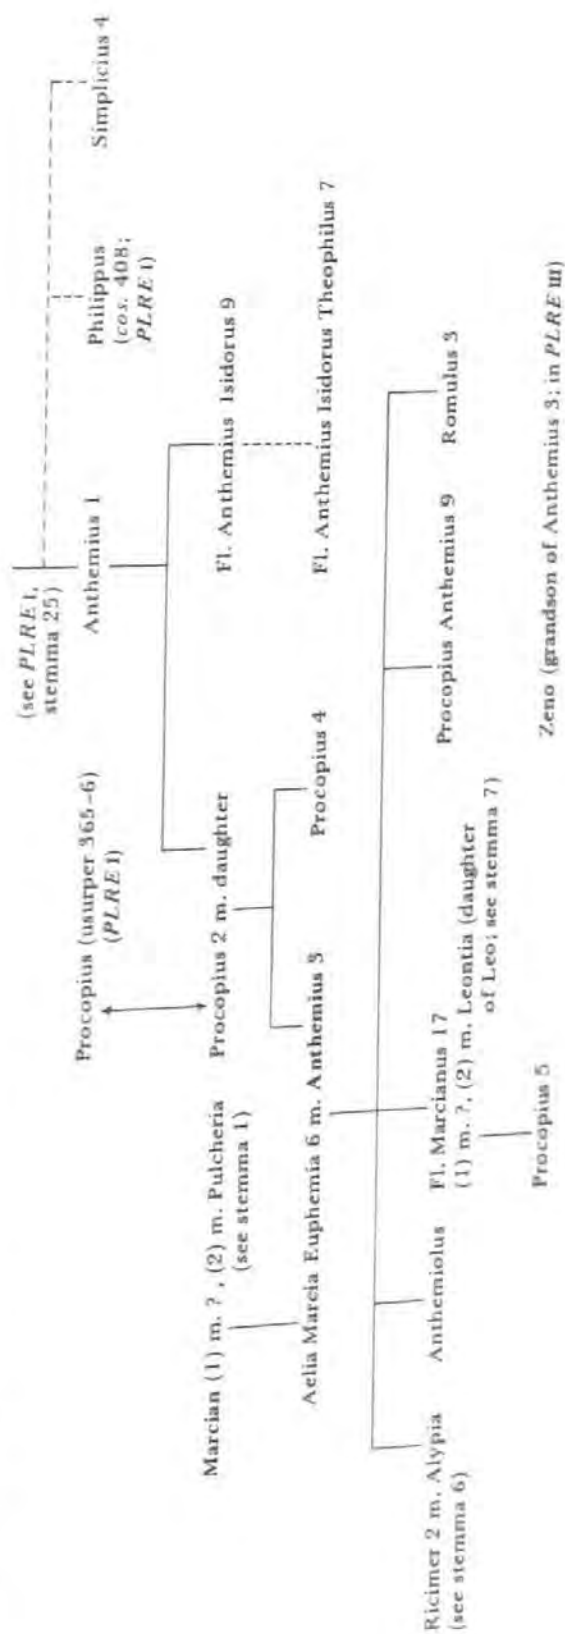 (see PLRE I,
stemma 25)
Procopius (usurper 365-6)
(PLRE I)
Anthemius 1
Philippus
(cos. 408;
PLRE I)
Simplicius 4
Marcian (1) m. ? , (2) m. Pulcheria
(see stemma 1)
Procopius 2 m. daughter
Fl. Anthemius Isidorus 9
Aelia Marcia Euphemia 6 m. Anthemius 3
Procopius 4
Fl. Anthemius Isidorus Theophilus 7
Ricimer 2 m. Alypia
(see stemma 6)
Anthemiolus
Fl. Marcianus 17
(1) m. ?, (2) m. Leontia (daughter
of Leo; see stemma 7)
Procopius Anthemius 9
Romulus 3
Procopius 5
Zeno (grandson of Anthemius 3; in PLRE III)